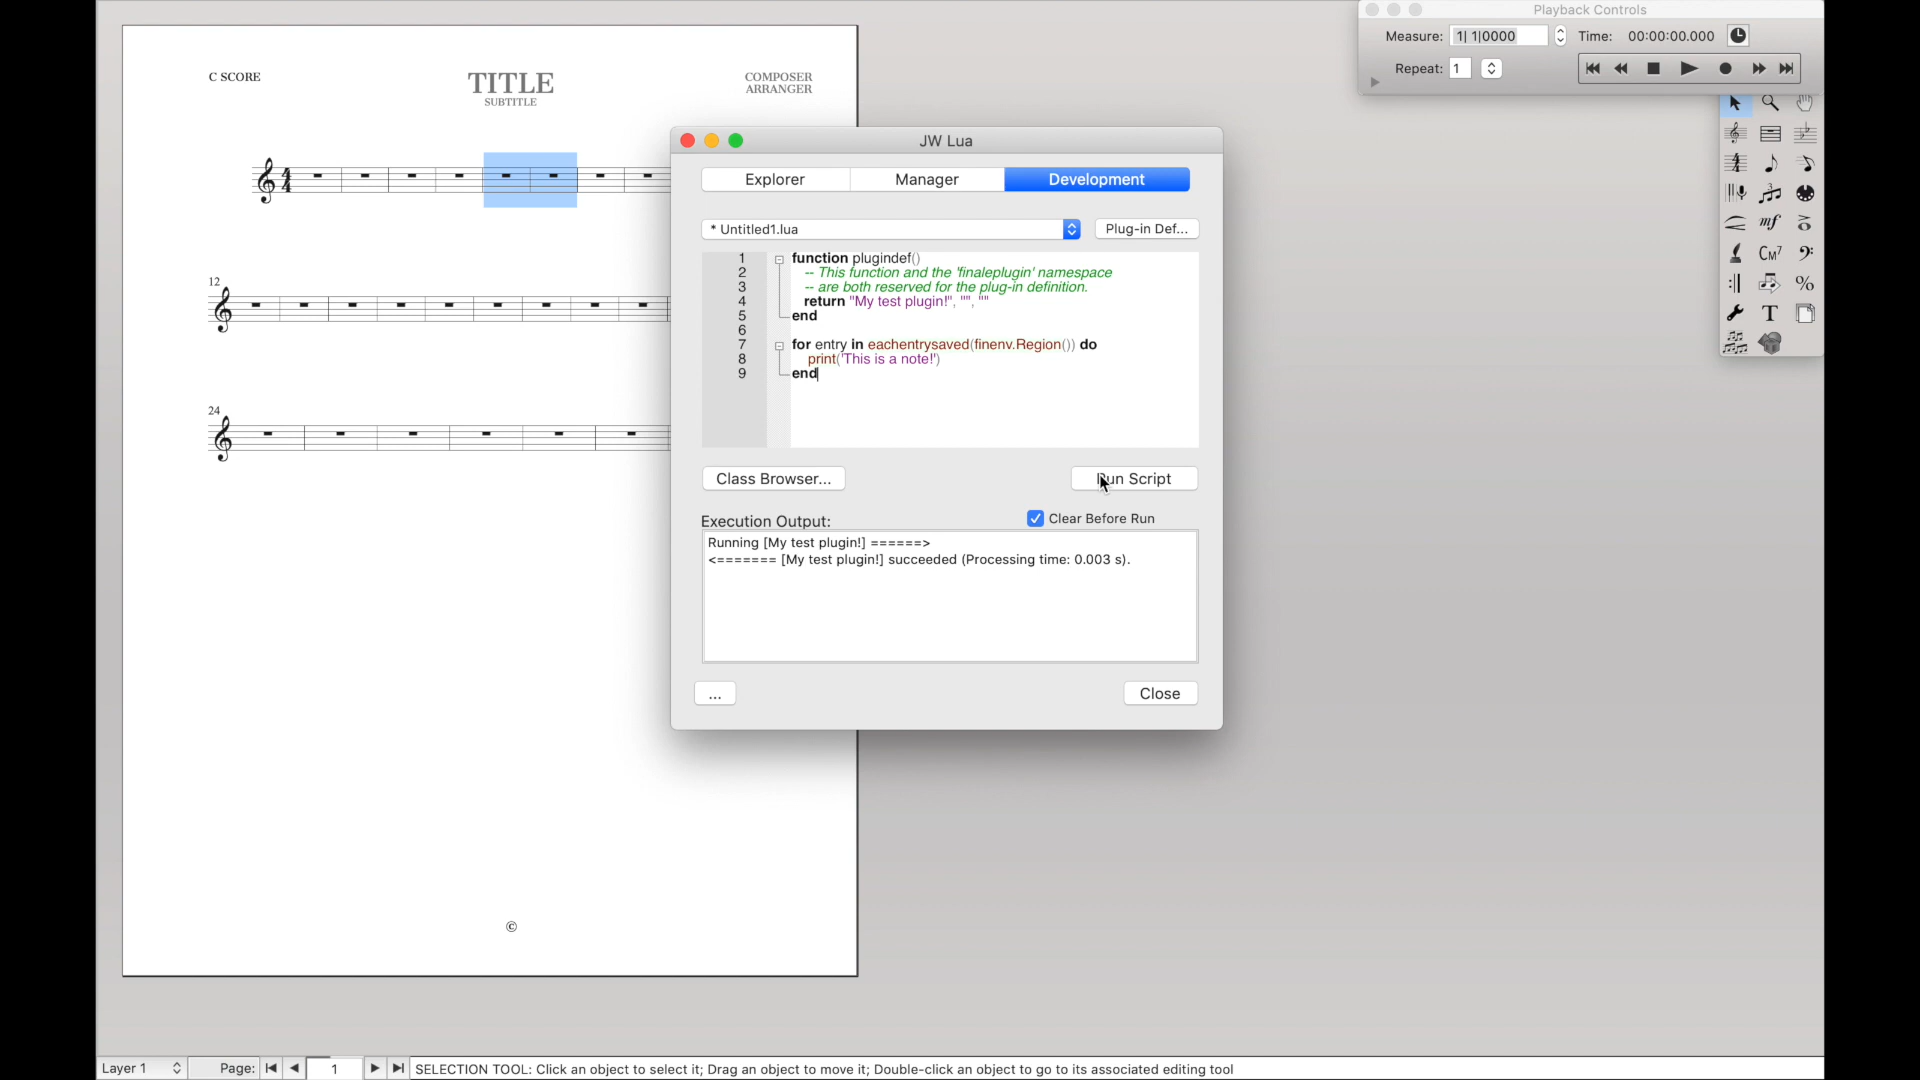 Playback Controls
Measure: 1| 1|0000 Time: 00:00:00.000
Repeat: 1
C SCORE
TITLE
SUBTITLE
COMPOSER
ARRANGER
12
24
©
JW Lua
Explorer Manager Development
* Untitled1.lua Plug-in Def...
1 function plugindef()
2 -- This function and the 'finaleplugin' namespace
3 -- are both reserved for the plug-in definition.
4 return "My test plugin!", "", ""
5 end
6
7 for entry in eachentrysaved(finenv.Region()) do
8 print('This is a note!')
9 end
Class Browser... Run Script
Execution Output: Clear Before Run
Running [My test plugin!] ======>
<======= [My test plugin!] succeeded (Processing time: 0.003 s).
... Close
mf
CM7
T
%
Layer 1 Page: 1 SELECTION TOOL: Click an object to select it; Drag an object to move it; Double-click an object to go to its associated editing tool